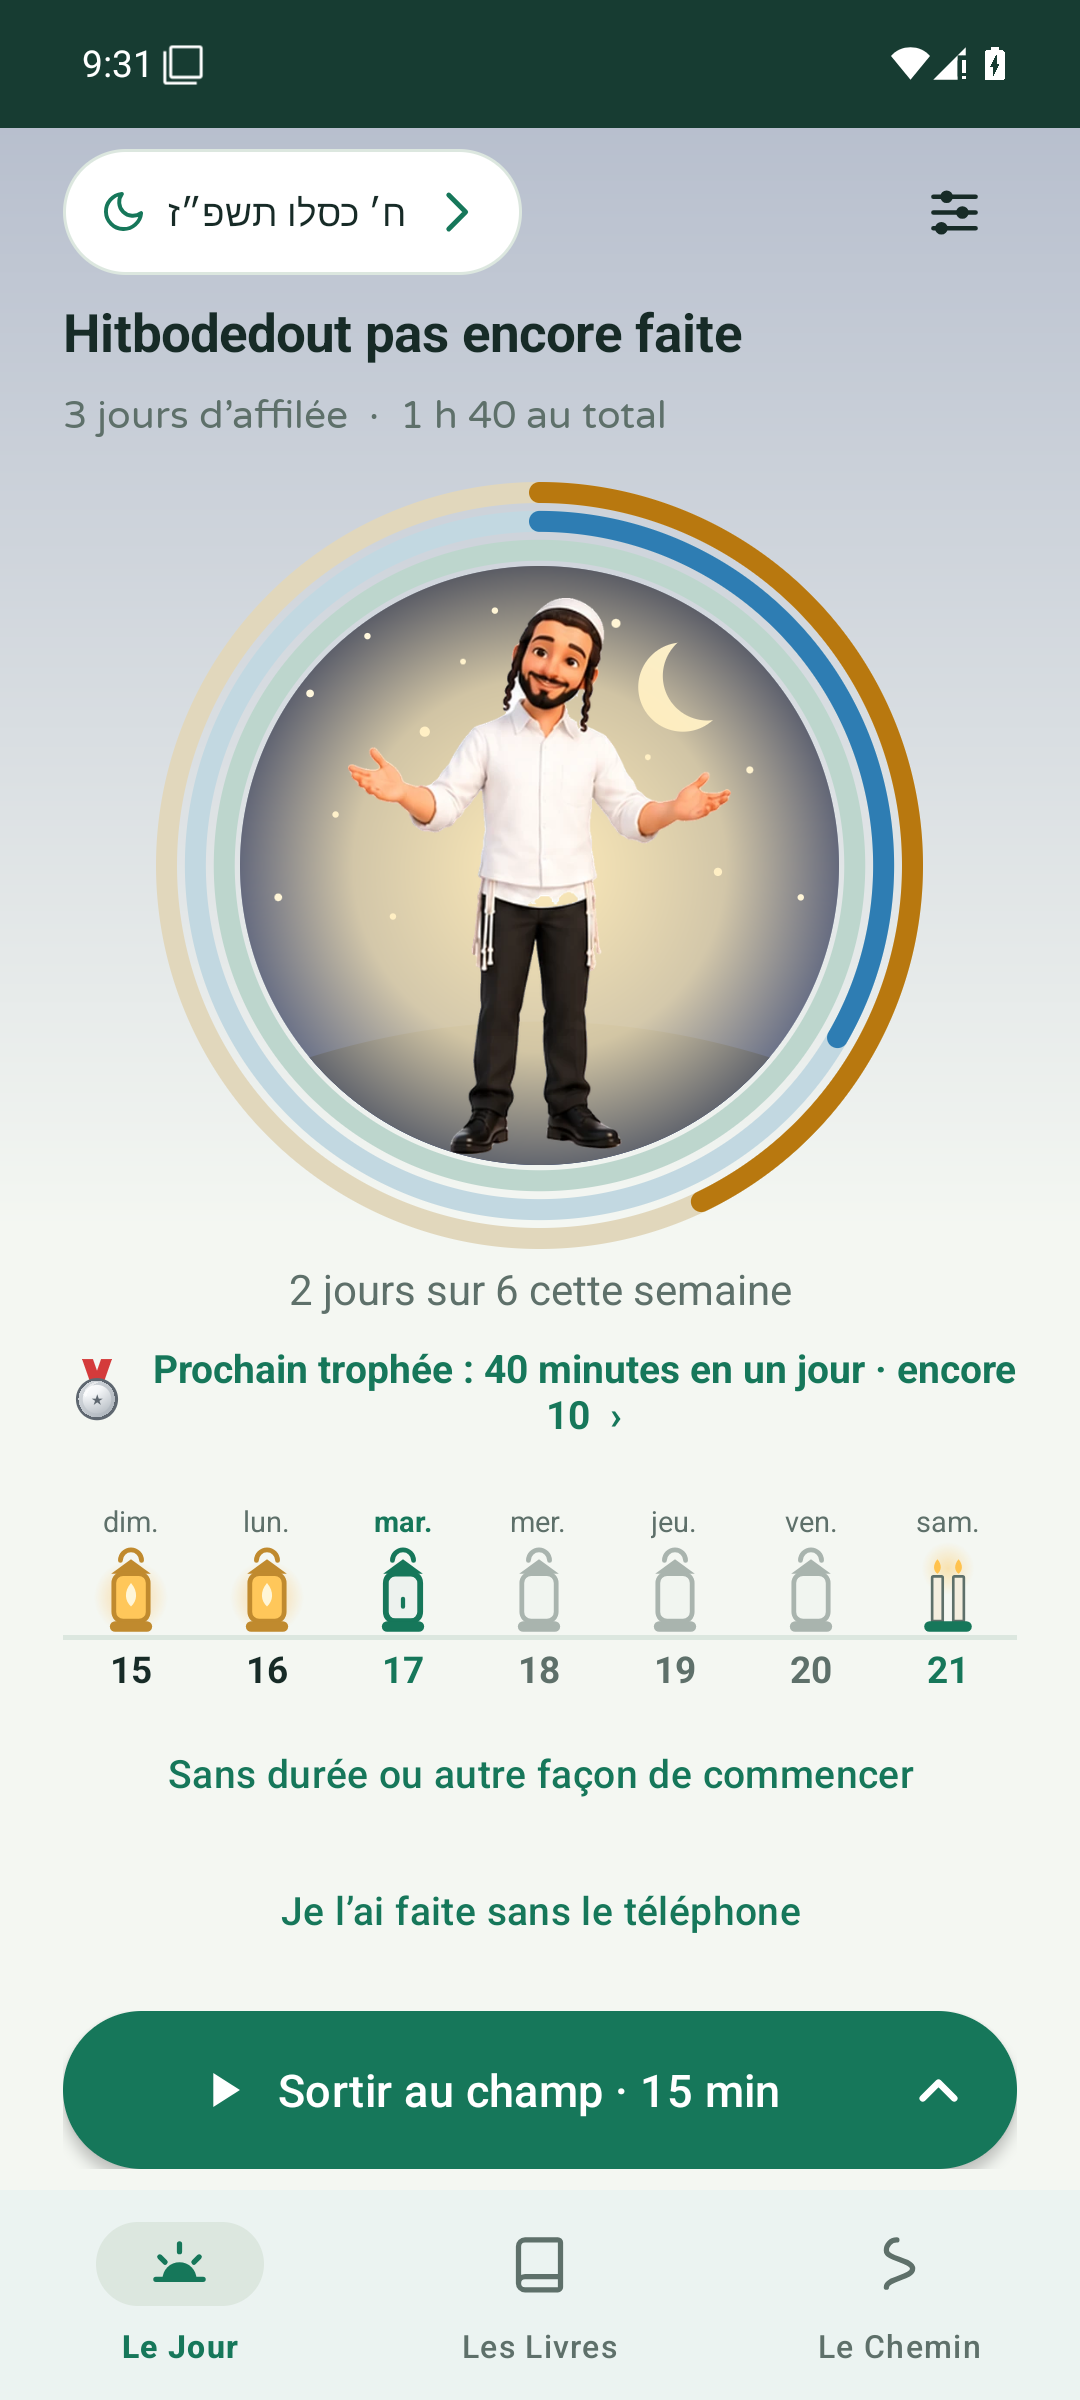 9:31
ח׳ כסלו תשפ״ז
Hitbodedout pas encore faite
3 jours d’affilée · 1 h 40 au total
2 jours sur 6 cette semaine
Prochain trophée : 40 minutes en un jour · encore
10 ›
dim. lun. mar. mer. jeu. ven. sam.
15 16 17 18 19 20 21
Sans durée ou autre façon de commencer
Je l’ai faite sans le téléphone
Sortir au champ · 15 min
Le Jour Les Livres Le Chemin